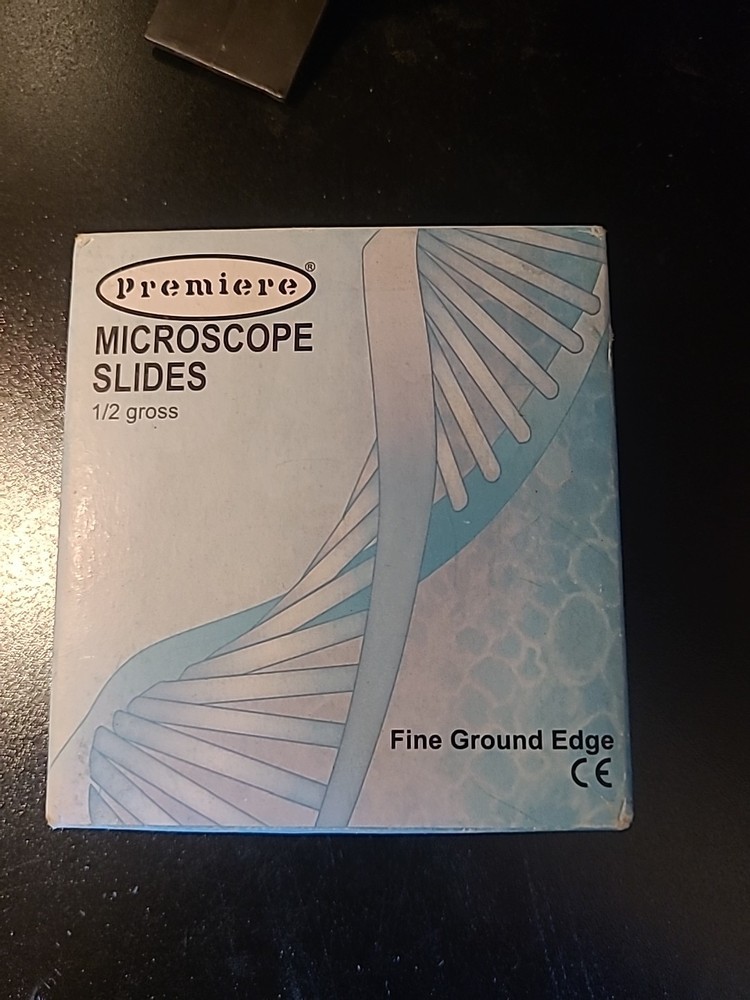 Premiere®
MICROSCOPE
SLIDES
1/2 gross
Fine Ground Edge
CE